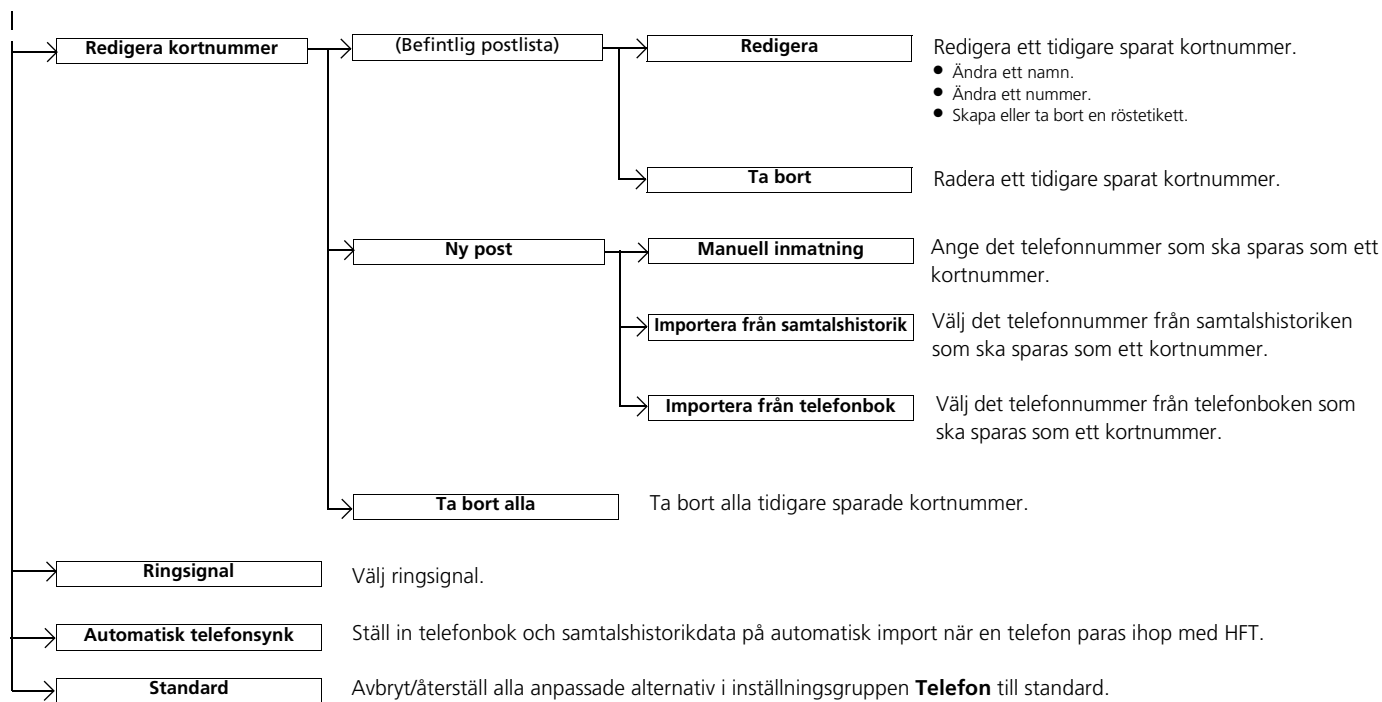 Redigera kortnummer
(Befintlig postlista)
Redigera
Redigera ett tidigare sparat kortnummer.
● Ändra ett namn.
● Ändra ett nummer.
● Skapa eller ta bort en röstetikett.
Ta bort
Radera ett tidigare sparat kortnummer.
Ny post
Manuell inmatning
Ange det telefonnummer som ska sparas som ett
kortnummer.
Importera från samtalshistorik
Välj det telefonnummer från samtalshistoriken
som ska sparas som ett kortnummer.
Importera från telefonbok
Välj det telefonnummer från telefonboken som
ska sparas som ett kortnummer.
Ta bort alla
Ta bort alla tidigare sparade kortnummer.
Ringsignal
Välj ringsignal.
Automatisk telefonsynk
Ställ in telefonbok och samtalshistorikdata på automatisk import när en telefon paras ihop med HFT.
Standard
Avbryt/återställ alla anpassade alternativ i inställningsgruppen Telefon till standard.